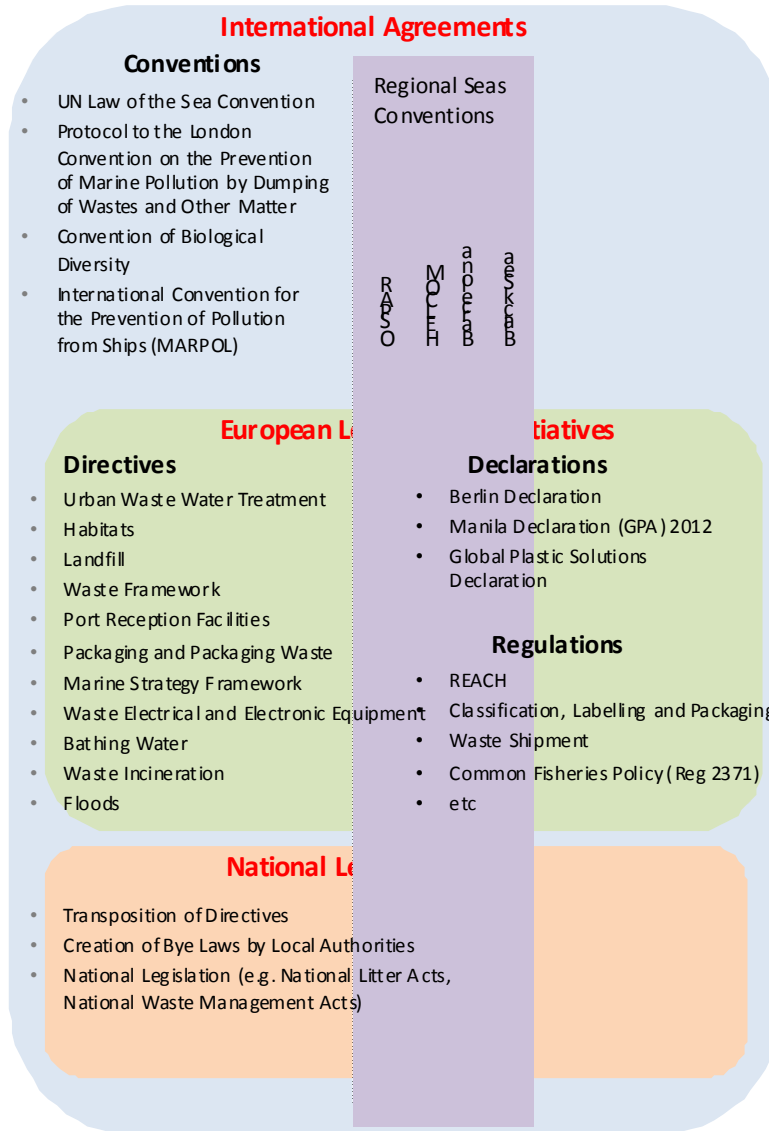 International Agreements
Conventions
• UN Law of the Sea Convention
• Protocol to the London
Convention on the Prevention
of Marine Pollution by Dumping
of Wastes and Other Matter
• Convention of Biological
Diversity
• International Convention for
the Prevention of Pollution
from Ships (MARPOL)
Regional Seas
Conventions
OSPAR
HELCOM
Barcelona
Black Sea
European
Directives
• Urban Waste Water Treatment
• Habitats
• Landfill
• Waste Framework
• Port Reception Facilities
• Packaging and Packaging Waste
• Marine Strategy Framework
• Waste Electrical and Electronic Equipment
• Bathing Water
• Waste Incineration
• Floods
Declarations
• Berlin Declaration
• Manila Declaration (GPA) 2012
• Global Plastic Solutions
Declaration
Regulations
• REACH
• Classification, Labelling and Packaging
• Waste Shipment
• Common Fisheries Policy (Reg 2371)
• etc
National
• Transposition of Directives
• Creation of Bye Laws by Local Authorities
• National Legislation (e.g. National Litter Acts,
National Waste Management Acts)